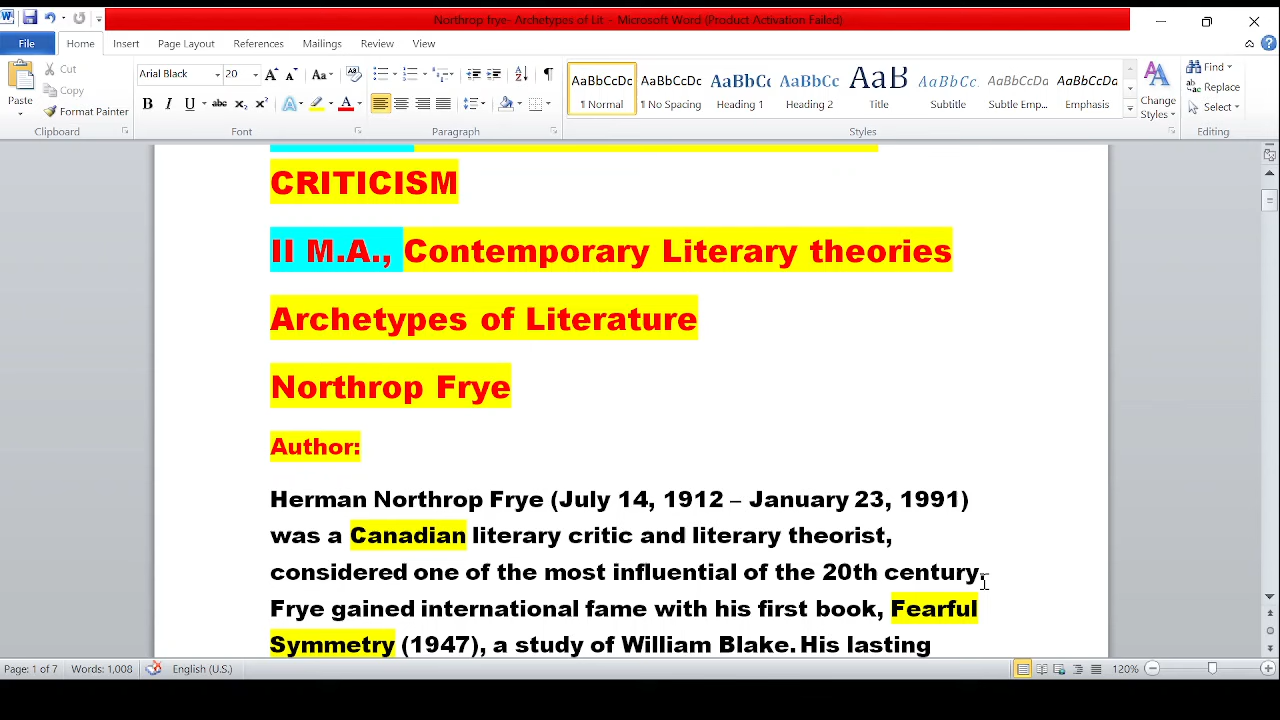 Northrop frye- Archetypes of Lit - Microsoft Word (Product Activation Failed)
File Home Insert Page Layout References Mailings Review View
Paste
Cut
Copy
Format Painter
Clipboard
Arial Black 20
Font
Paragraph
AaBbCcDc AaBbCcDc AaBbCc AaBbCc AaB AaBbCc. AaBbCcDc AaBbCcDc
¶ Normal ¶ No Spacing Heading 1 Heading 2 Title Subtitle Subtle Emp... Emphasis
Styles
Change Styles
Find
Replace
Select
Editing
CRITICISM
II M.A., Contemporary Literary theories
Archetypes of Literature
Northrop Frye
Author:
Herman Northrop Frye (July 14, 1912 – January 23, 1991)
was a Canadian literary critic and literary theorist,
considered one of the most influential of the 20th century.
Frye gained international fame with his first book, Fearful
Symmetry (1947), a study of William Blake. His lasting
Page: 1 of 7 Words: 1,008 English (U.S.) 120%